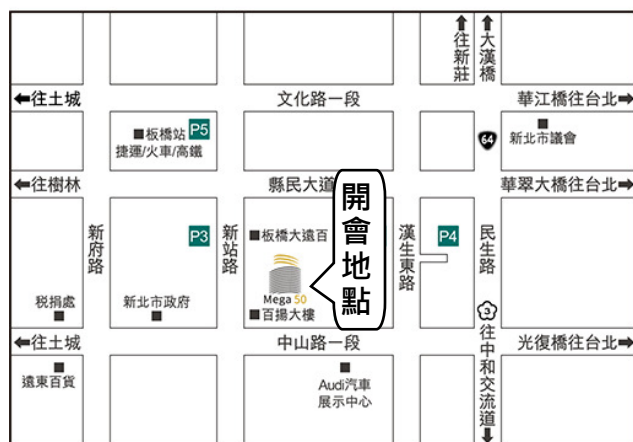 往新莊
大漢橋
往土城
文化路一段
華江橋往台北
板橋站
P5
捷運/火車/高鐵
64
新北市議會
往樹林
縣民大道
華翠大橋往台北
開會地點
新府路
P3
新站路
板橋大遠百
漢生東路
P4
民生路
Mega 50
稅捐處
新北市政府
百揚大樓
3
往土城
中山路一段
往中和交流道
光復橋往台北
遠東百貨
Audi汽車
展示中心